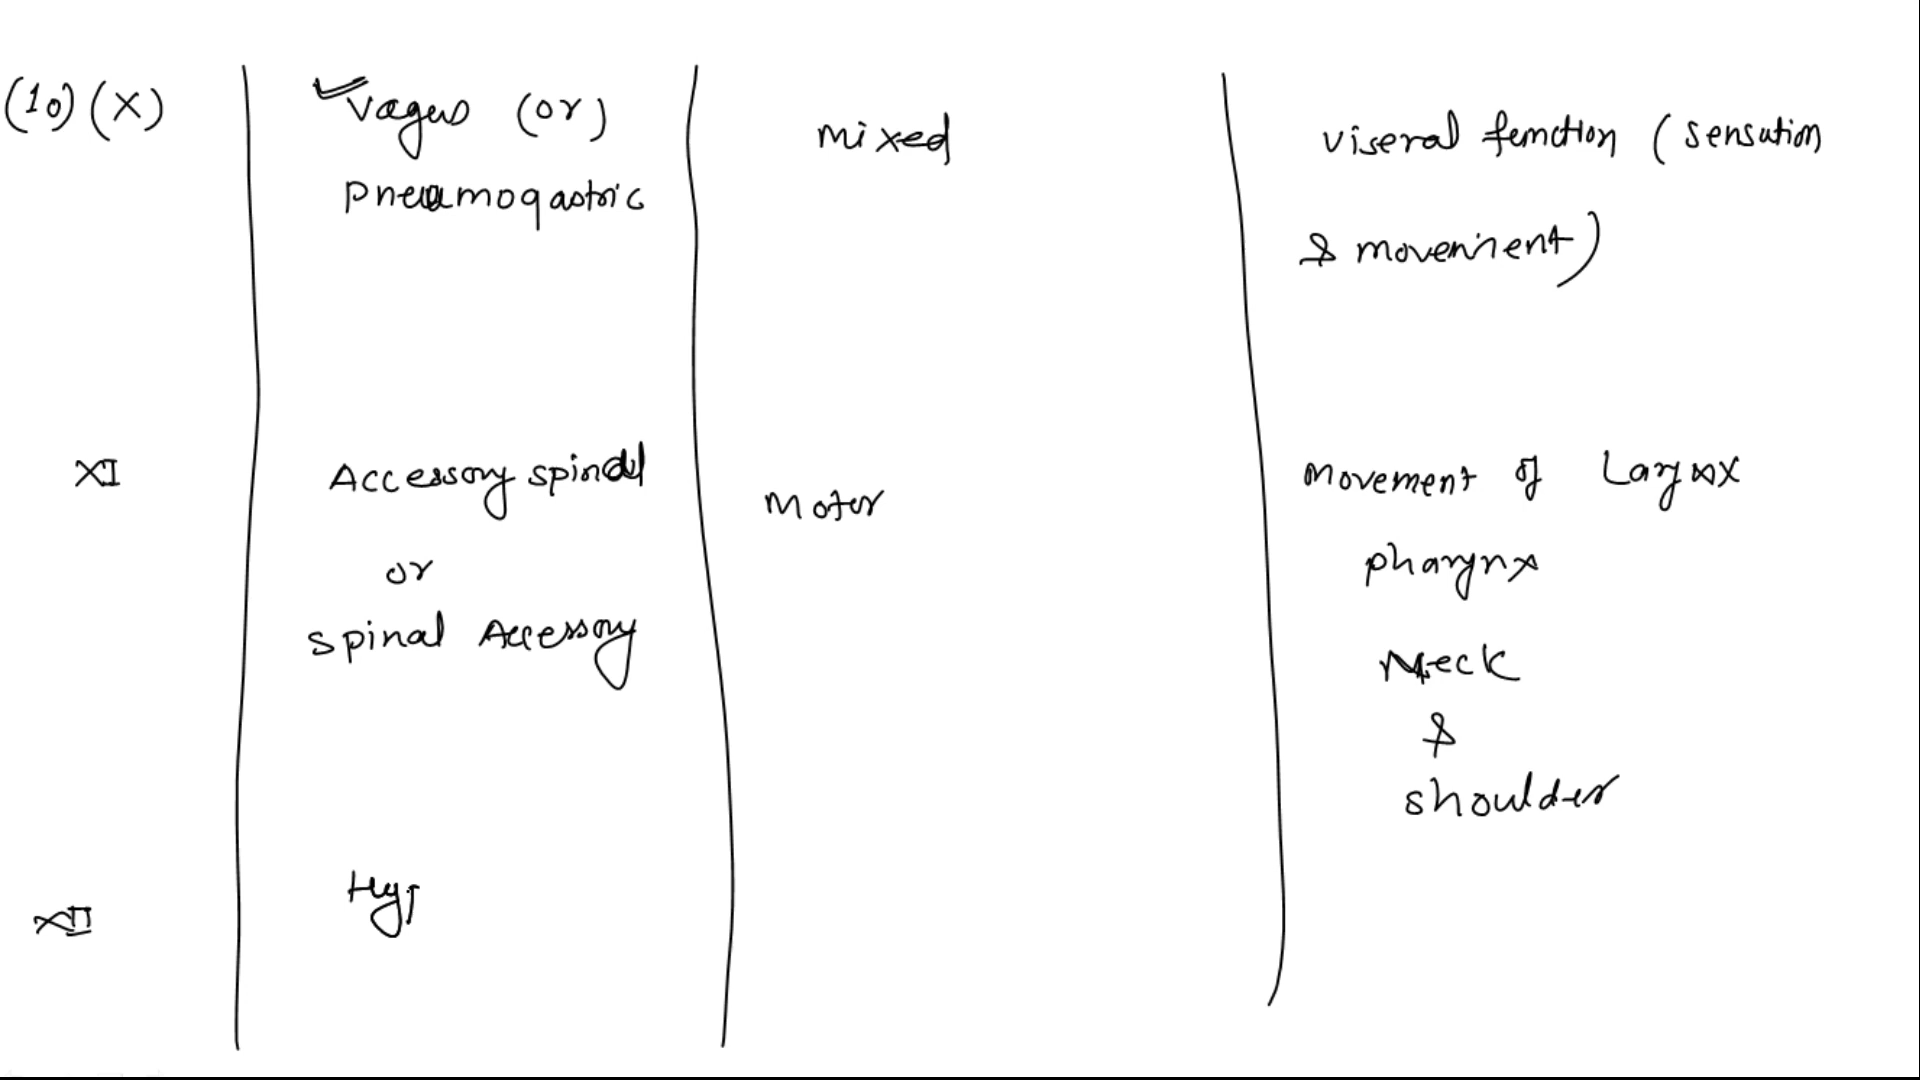 (10) (X) Vagus (or) mixed viseral function (sensation
Pneumogastric & movement)
XI Accessory spinal Motor Movement of Larynx
or pharynx
spinal Accessory Neck
&
shoulder
XII Hyp